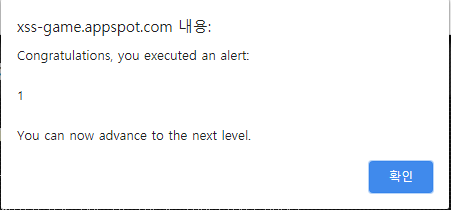 xss-game.appspot.com 내용:
Congratulations, you executed an alert:
1
You can now advance to the next level.
확인